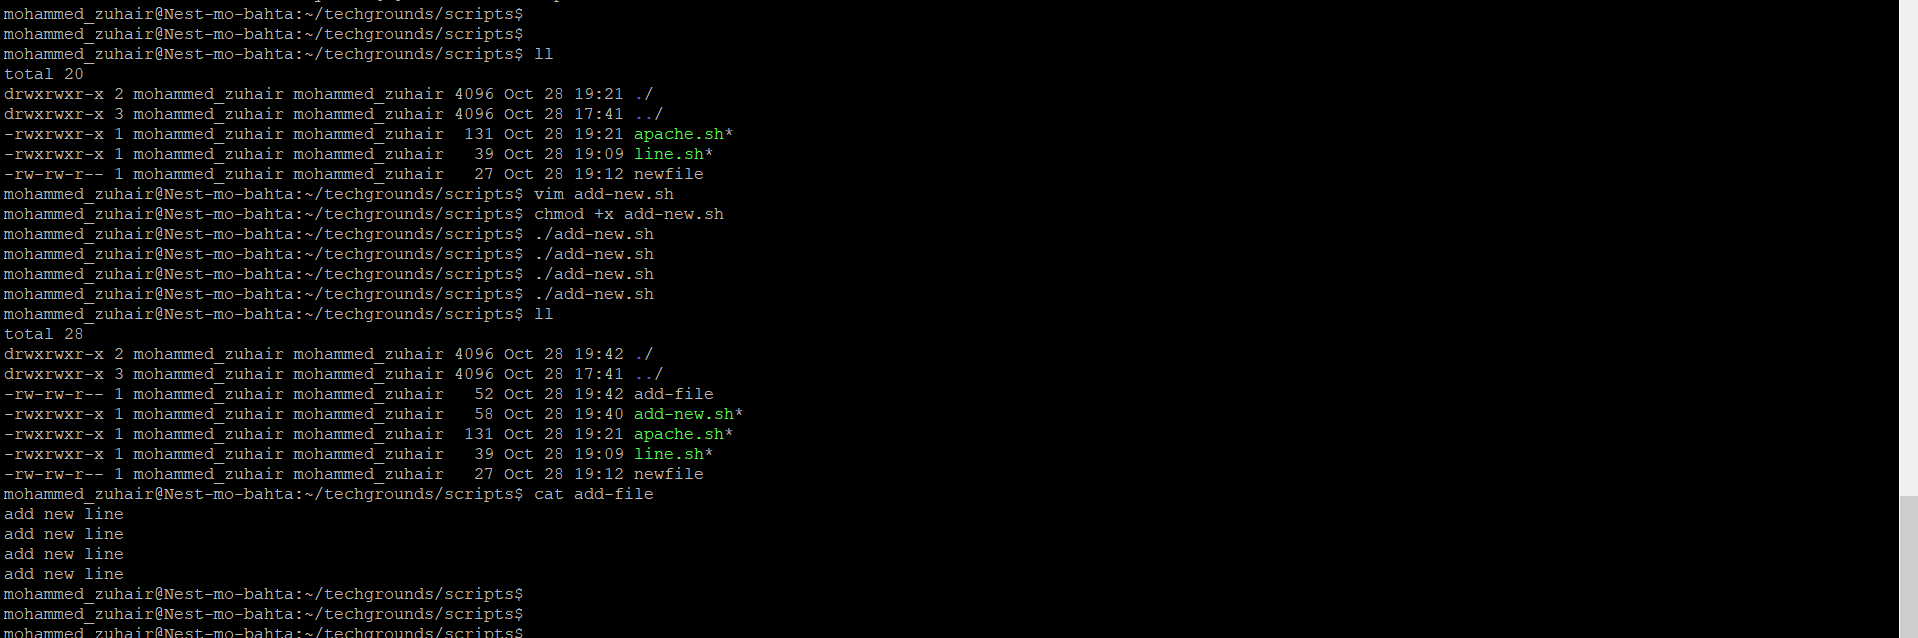 mohammed_zuhair@Nest-mo-bahta:~/techgrounds/scripts$
mohammed_zuhair@Nest-mo-bahta:~/techgrounds/scripts$
mohammed_zuhair@Nest-mo-bahta:~/techgrounds/scripts$ ll
total 20
drwxrwxr-x 2 mohammed_zuhair mohammed_zuhair 4096 Oct 28 19:21 ./
drwxrwxr-x 3 mohammed_zuhair mohammed_zuhair 4096 Oct 28 17:41 ../
-rwxrwxr-x 1 mohammed_zuhair mohammed_zuhair  131 Oct 28 19:21 apache.sh*
-rwxrwxr-x 1 mohammed_zuhair mohammed_zuhair   39 Oct 28 19:09 line.sh*
-rw-rw-r-- 1 mohammed_zuhair mohammed_zuhair   27 Oct 28 19:12 newfile
mohammed_zuhair@Nest-mo-bahta:~/techgrounds/scripts$ vim add-new.sh
mohammed_zuhair@Nest-mo-bahta:~/techgrounds/scripts$ chmod +x add-new.sh
mohammed_zuhair@Nest-mo-bahta:~/techgrounds/scripts$ ./add-new.sh
mohammed_zuhair@Nest-mo-bahta:~/techgrounds/scripts$ ./add-new.sh
mohammed_zuhair@Nest-mo-bahta:~/techgrounds/scripts$ ./add-new.sh
mohammed_zuhair@Nest-mo-bahta:~/techgrounds/scripts$ ./add-new.sh
mohammed_zuhair@Nest-mo-bahta:~/techgrounds/scripts$ ll
total 28
drwxrwxr-x 2 mohammed_zuhair mohammed_zuhair 4096 Oct 28 19:42 ./
drwxrwxr-x 3 mohammed_zuhair mohammed_zuhair 4096 Oct 28 17:41 ../
-rw-rw-r-- 1 mohammed_zuhair mohammed_zuhair   52 Oct 28 19:42 add-file
-rwxrwxr-x 1 mohammed_zuhair mohammed_zuhair   58 Oct 28 19:40 add-new.sh*
-rwxrwxr-x 1 mohammed_zuhair mohammed_zuhair  131 Oct 28 19:21 apache.sh*
-rwxrwxr-x 1 mohammed_zuhair mohammed_zuhair   39 Oct 28 19:09 line.sh*
-rw-rw-r-- 1 mohammed_zuhair mohammed_zuhair   27 Oct 28 19:12 newfile
mohammed_zuhair@Nest-mo-bahta:~/techgrounds/scripts$ cat add-file
add new line
add new line
add new line
add new line
mohammed_zuhair@Nest-mo-bahta:~/techgrounds/scripts$
mohammed_zuhair@Nest-mo-bahta:~/techgrounds/scripts$
mohammed_zuhair@Nest-mo-bahta:~/techgrounds/scripts$